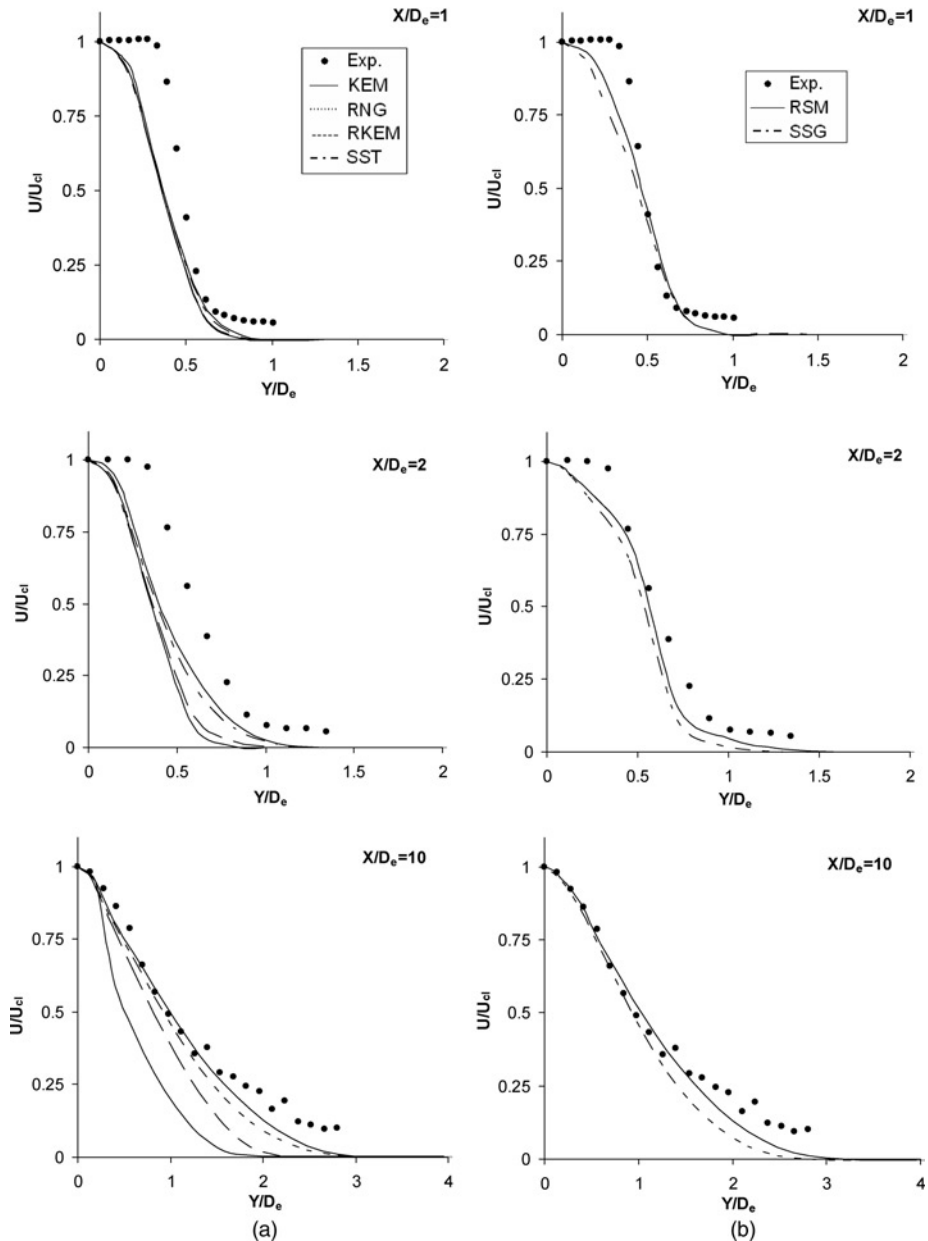 X/De=1
1
0.75
0.5
0.25
0
U/Ucl
Exp.
KEM
RNG
RKEM
SST
0 0.5 1 1.5 2
Y/De
X/De=1
1
0.75
0.5
0.25
0
U/Ucl
Exp.
RSM
SSG
0 0.5 1 1.5 2
Y/De
X/De=2
1
0.75
0.5
0.25
0
U/Ucl
0 0.5 1 1.5 2
Y/De
X/De=2
1
0.75
0.5
0.25
0
U/Ucl
0 0.5 1 1.5 2
Y/De
X/De=10
1
0.75
0.5
0.25
0
U/Ucl
0 1 2 3 4
Y/De
(a)
X/De=10
1
0.75
0.5
0.25
0
U/Ucl
0 1 2 3 4
Y/De
(b)